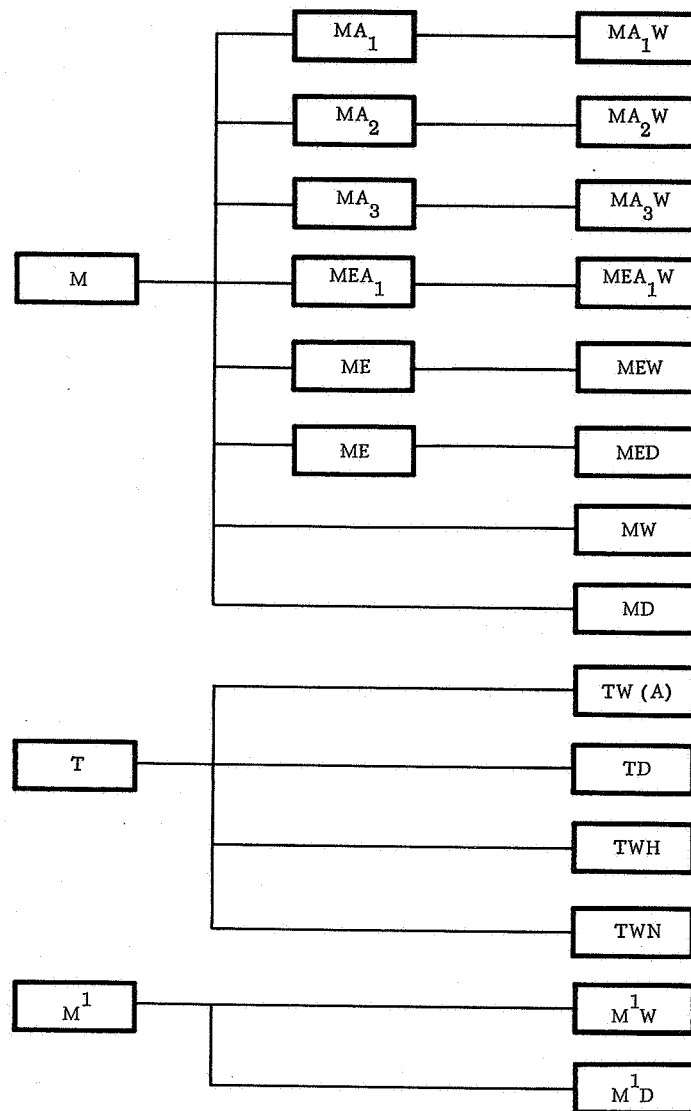 MA₁ MA₁W
MA₂ MA₂W
MA₃ MA₃W
M MEA₁ MEA₁W
ME MEW
ME MED
MW
MD
TW (A)
T TD
TWH
TWN
M¹ M¹W
M¹D